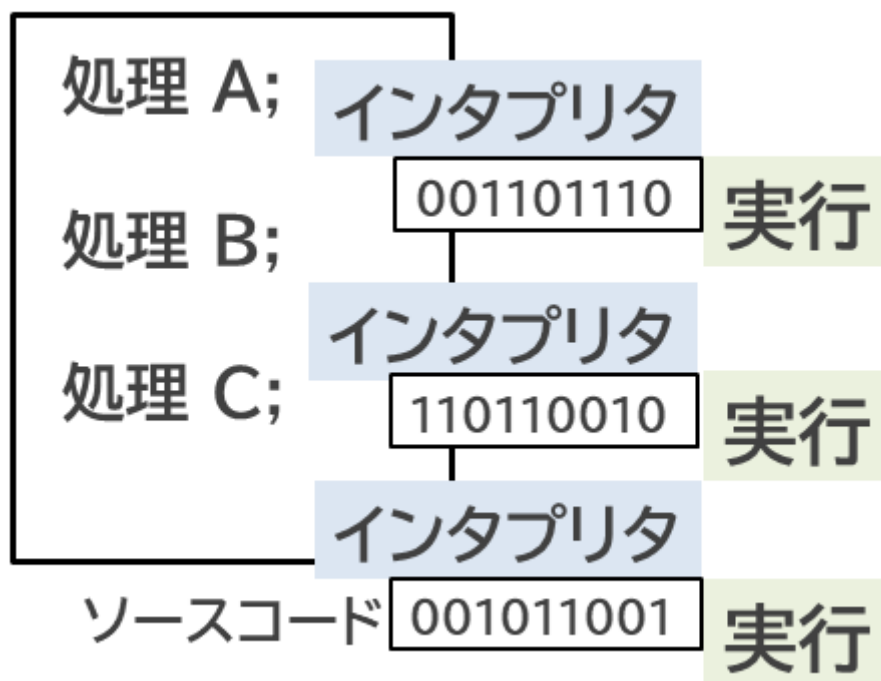 処理 A;
インタプリタ
001101110
実行
処理 B;
インタプリタ
110110010
実行
処理 C;
インタプリタ
001011001
実行
ソースコード